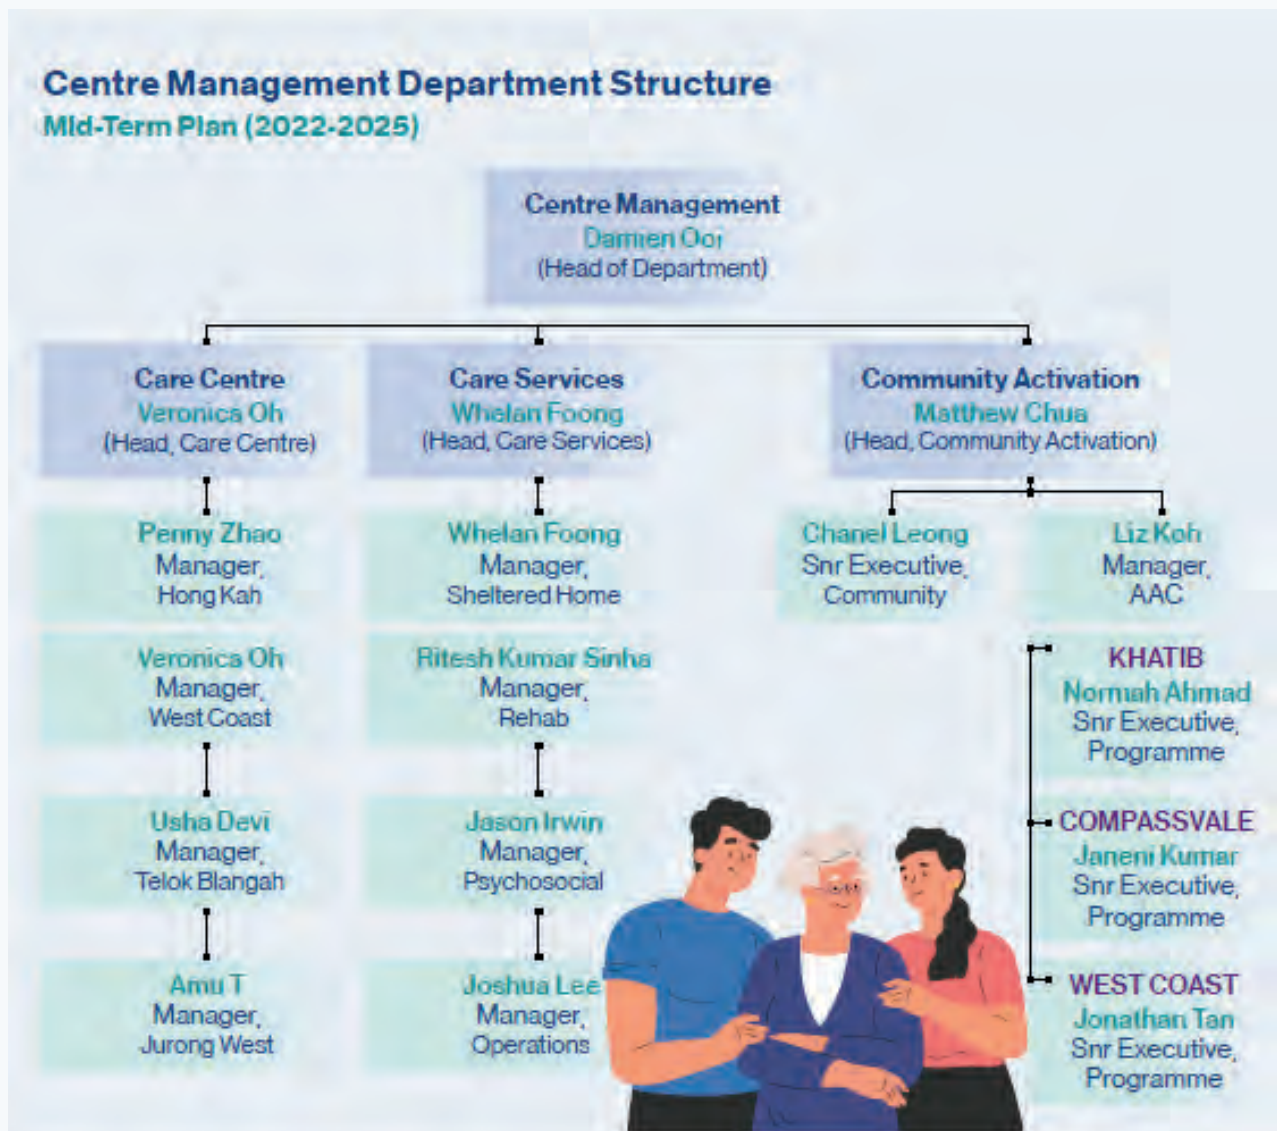 Centre Management Department Structure
Mid-Term Plan (2022-2025)
Centre Management
Damien Ooi
(Head of Department)
Care Centre
Veronica Oh
(Head, Care Centre)
Care Services
Whelan Foong
(Head, Care Services)
Community Activation
Matthew Chua
(Head, Community Activation)
Penny Zhao
Manager,
Hong Kah
Veronica Oh
Manager,
West Coast
Usha Devi
Manager,
Telok Blangah
Amu T
Manager,
Jurong West
Whelan Foong
Manager,
Sheltered Home
Ritesh Kumar Sinha
Manager,
Rehab
Jason Irwin
Manager,
Psychosocial
Joshua Lee
Manager,
Operations
Chanel Leong
Snr Executive,
Community
Liz Koh
Manager,
AAC
KHATIB
Normah Ahmad
Snr Executive,
Programme
COMPASSVALE
Janeni Kumar
Snr Executive,
Programme
WEST COAST
Jonathan Tan
Snr Executive,
Programme